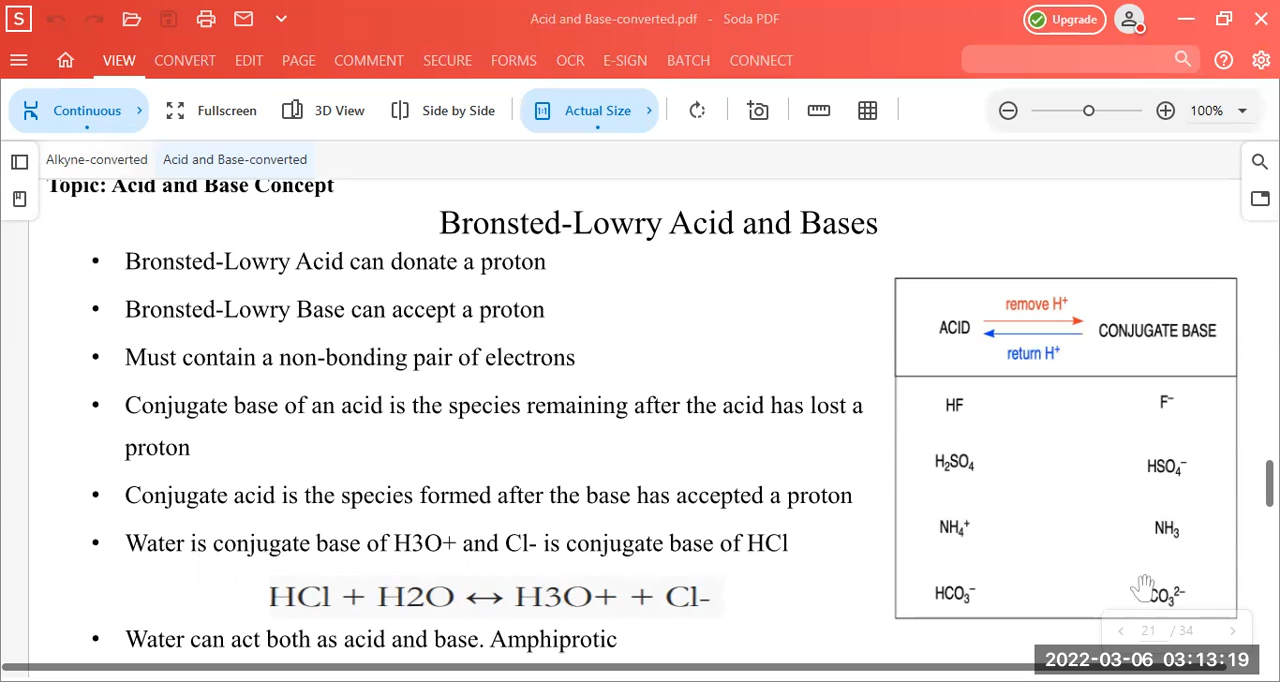 S
Acid and Base-converted.pdf - Soda PDF
Upgrade
VIEW CONVERT EDIT PAGE COMMENT SECURE FORMS OCR E-SIGN BATCH CONNECT
Continuous Fullscreen 3D View Side by Side 1:1 Actual Size 100%
Alkyne-converted Acid and Base-converted
Topic: Acid and Base Concept
Bronsted-Lowry Acid and Bases
• Bronsted-Lowry Acid can donate a proton
• Bronsted-Lowry Base can accept a proton
• Must contain a non-bonding pair of electrons
• Conjugate base of an acid is the species remaining after the acid has lost a
proton
• Conjugate acid is the species formed after the base has accepted a proton
• Water is conjugate base of H3O+ and Cl- is conjugate base of HCl
HCl + H2O ↔ H3O+ + Cl-
• Water can act both as acid and base. Amphiprotic
remove H⁺
ACID CONJUGATE BASE
return H⁺
HF F⁻
H₂SO₄ HSO₄⁻
NH₄⁺ NH₃
HCO₃⁻ CO₃²⁻
21 / 34
2022-03-06 03:13:19